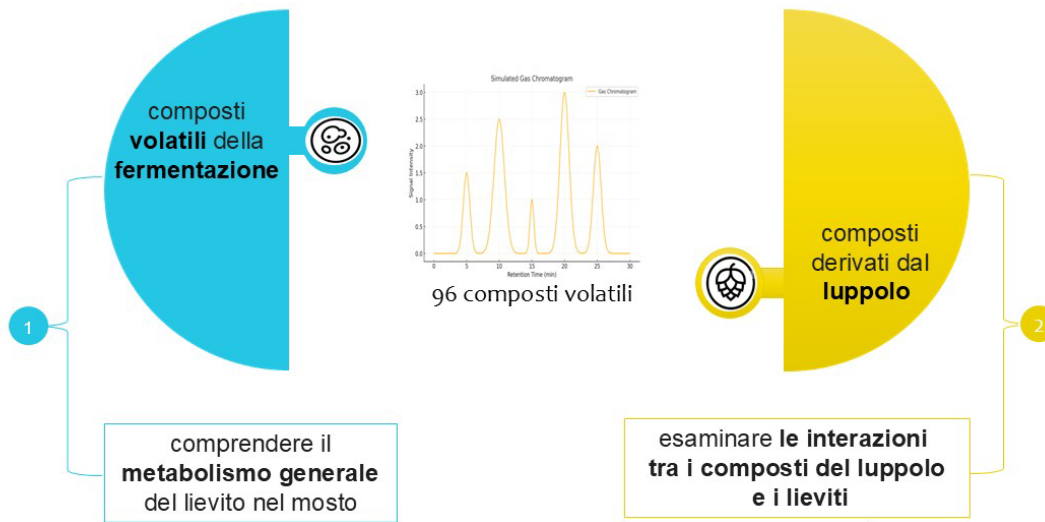 composti
volatili della
fermentazione
1
comprendere il
metabolismo generale
del lievito nel mosto
Simulated Gas Chromatogram
Gas Chromatogram
Signal Intensity
3.0
2.5
2.0
1.5
1.0
0.5
0.0
0 5 10 15 20 25 30
Retention Time (min)
96 composti volatili
composti
derivati dal
luppolo
2
esaminare le interazioni
tra i composti del luppolo
e i lieviti